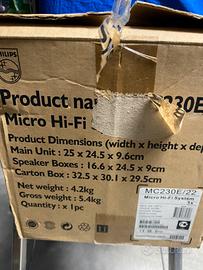 PHILIPS
Product na 230E
Micro Hi-Fi
Product Dimensions (width x height x dep
Main Unit : 25 x 24.5 x 9.6cm
Speaker Boxes : 16.6 x 24.5 x 9cm
Carton Box : 32.5 x 30.1 x 29.5cm
Net weight : 4.2kg
Gross weight : 5.4kg
Quantity : x 1pc
MC230E/22
Micro Hi-Fi System
1x